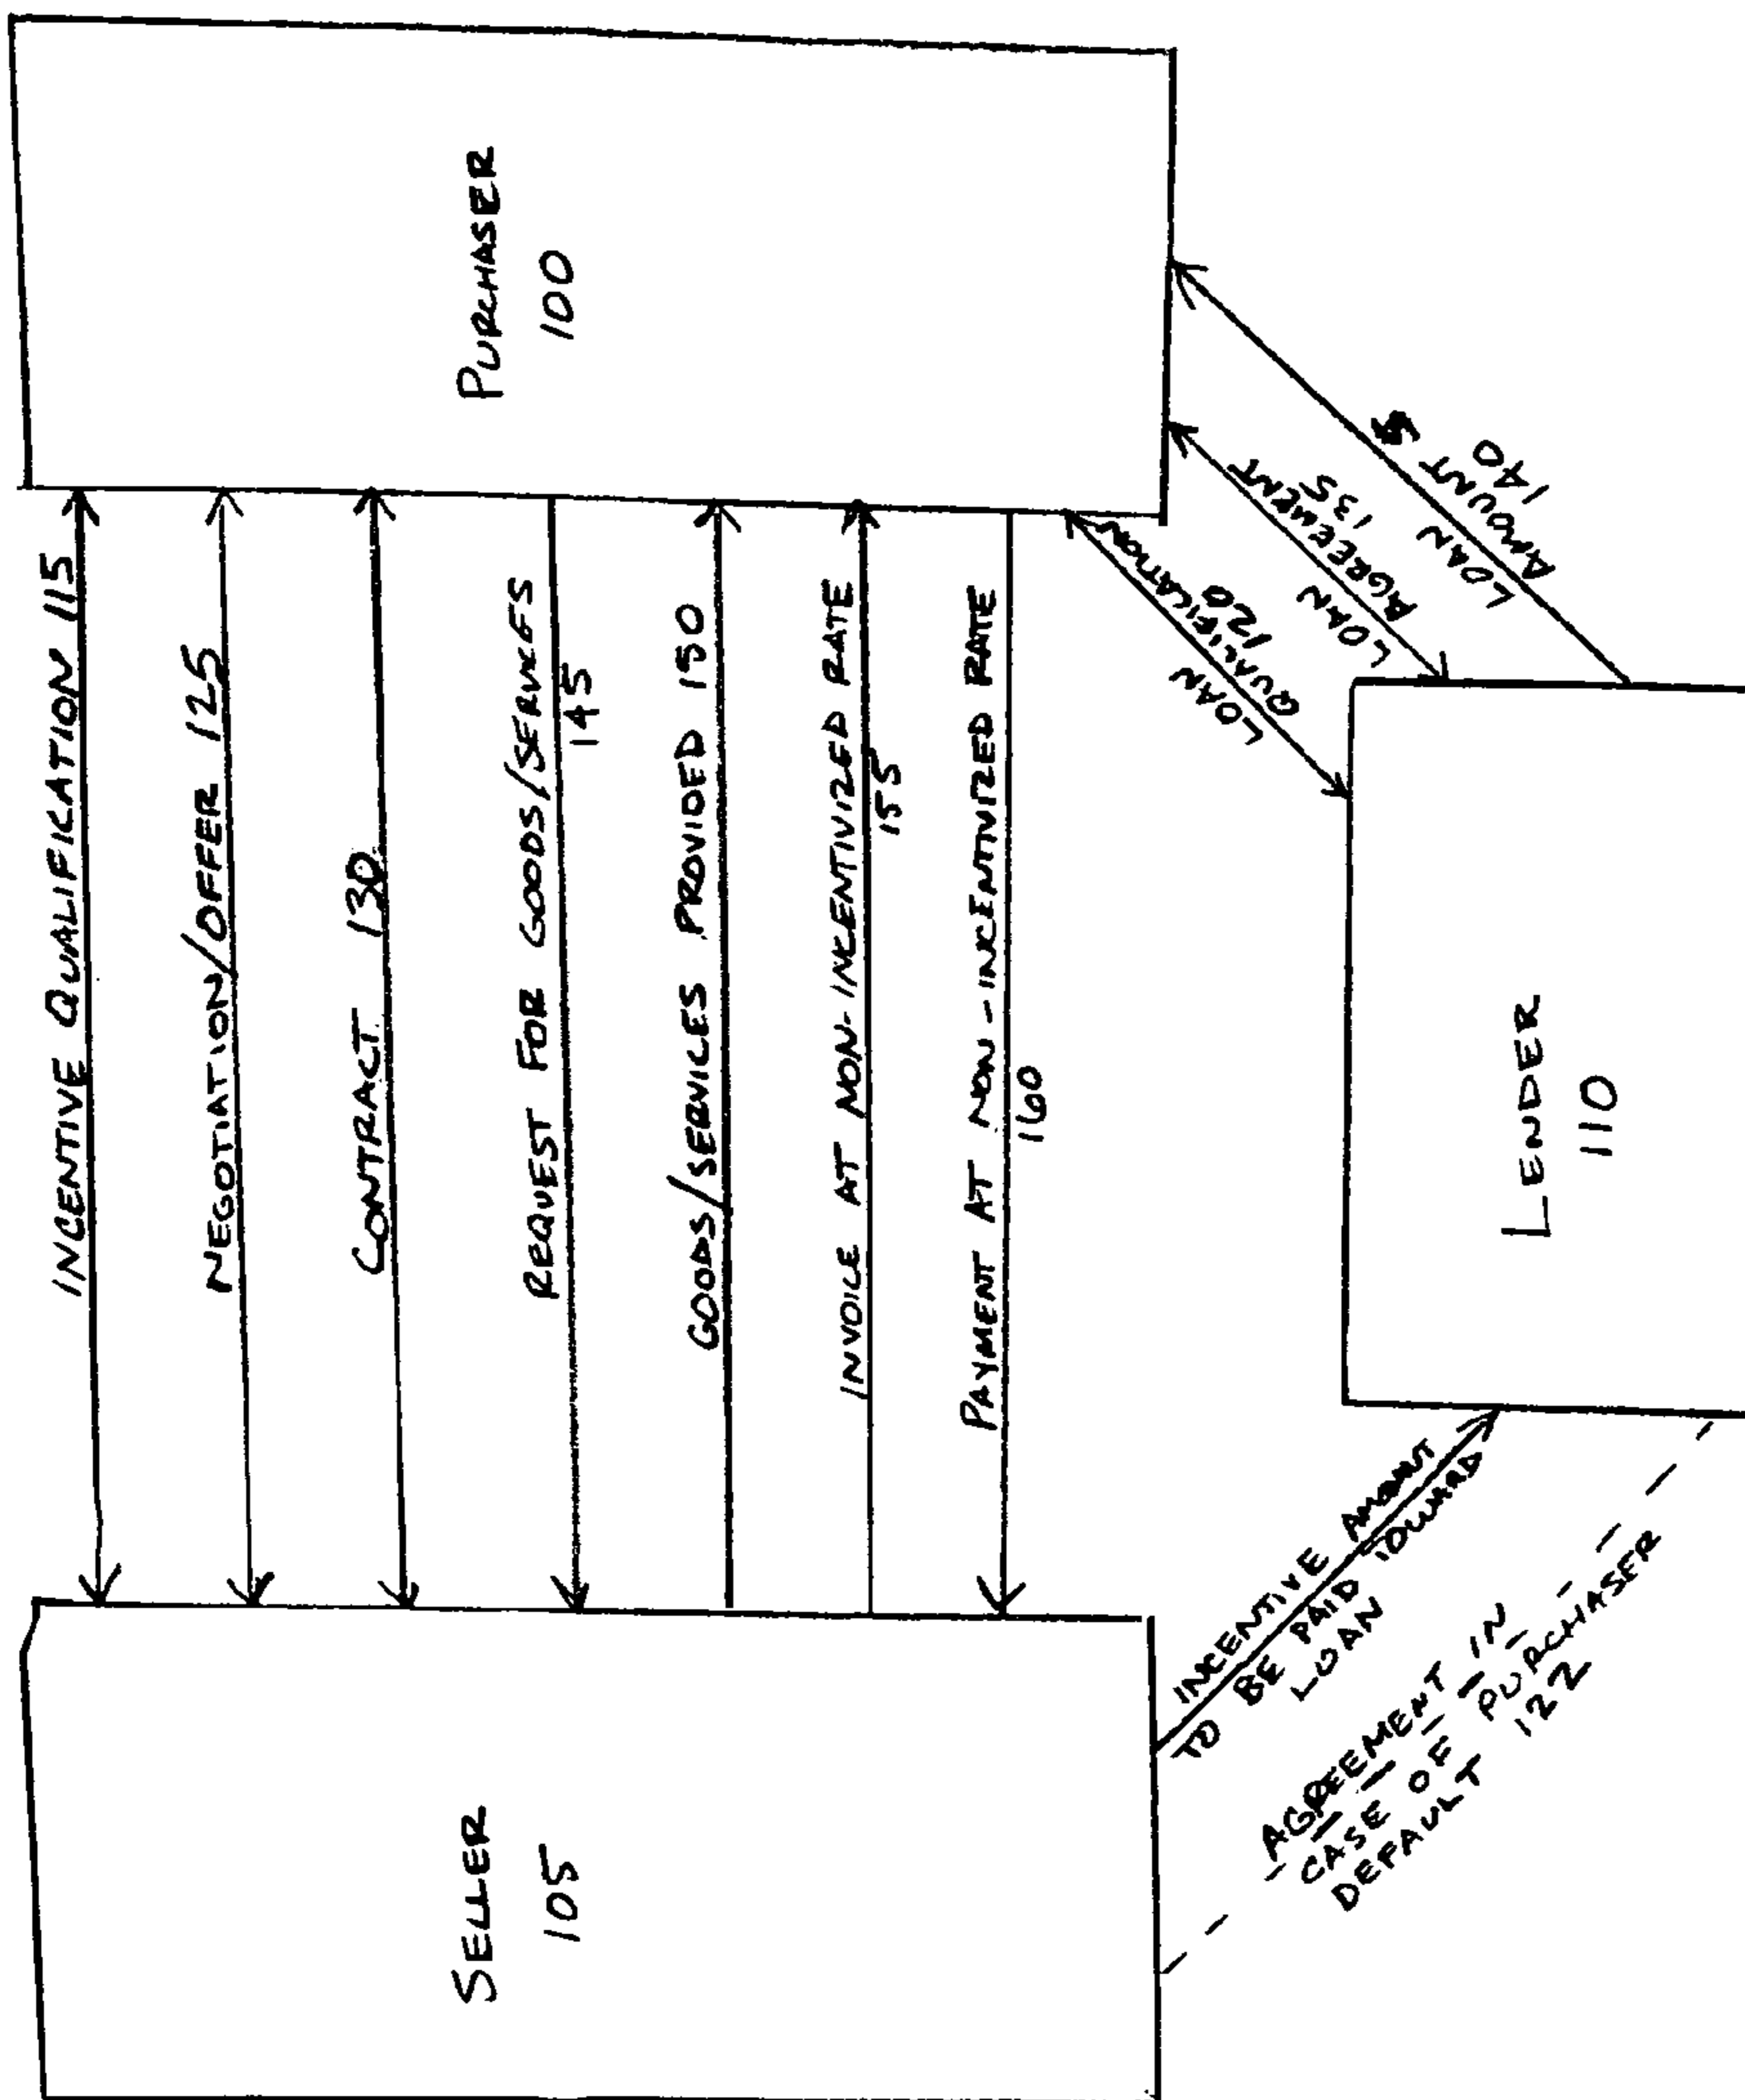 SELLER
105
PURCHASER
100
INCENTIVE QUALIFICATION 115
NEGOTIATION/OFFER 125
CONTRACT 130
REQUEST FOR GOODS/SERVICES
145
GOODS/SERVICES PROVIDED 150
INVOICE AT NON-INCENTIVIZED RATE
155
PAYMENT AT NON-INCENTIVIZED RATE
160
INCENTIVE AMOUNT
TO BE PAID TOWARD
LOAN
AGREEMENT IN
CASE OF PURCHASER
DEFAULT 122
LENDER
110
LOAN
QUALIFICATION
120
LOAN
AGREEMENT
135
LOAN
AMOUNT $
140